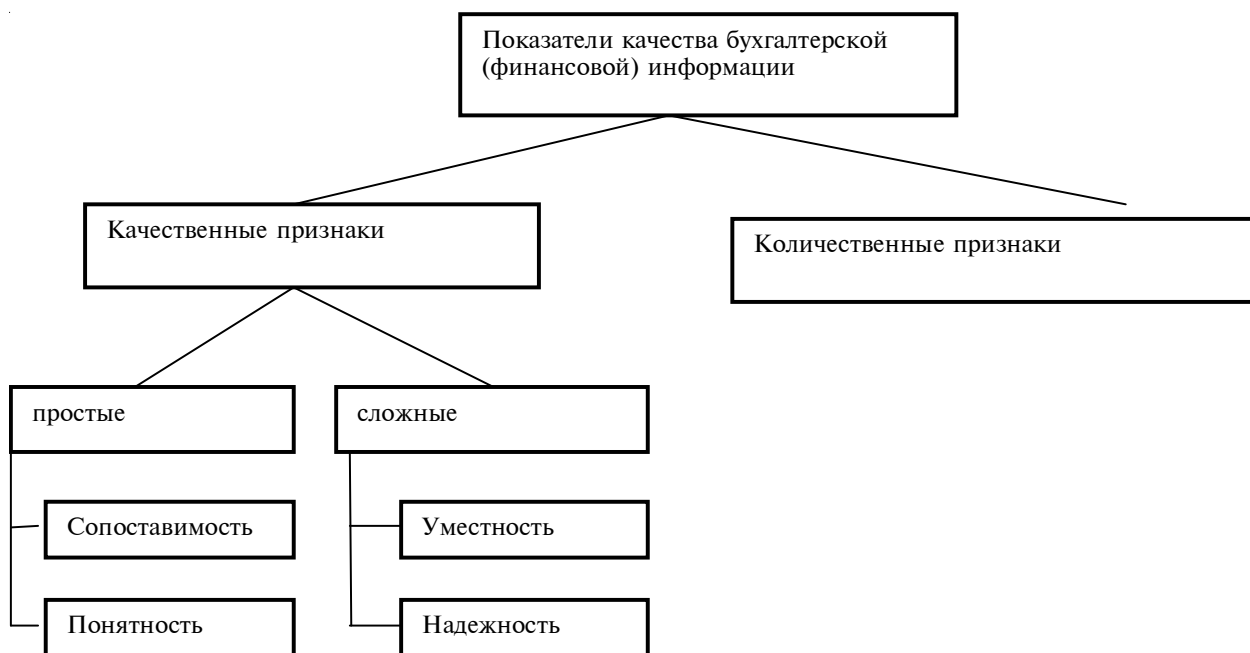 Показатели качества бухгалтерской
(финансовой) информации
Качественные признаки
Количественные признаки
простые
сложные
Сопоставимость
Уместность
Понятность
Надежность